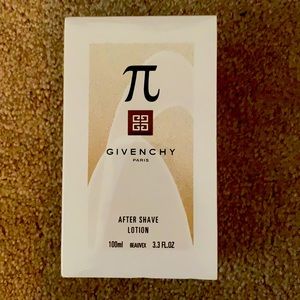 π
GIVENCHY
PARIS
AFTER SHAVE
LOTION
100ml BEAUVEX 3.3 FL.OZ